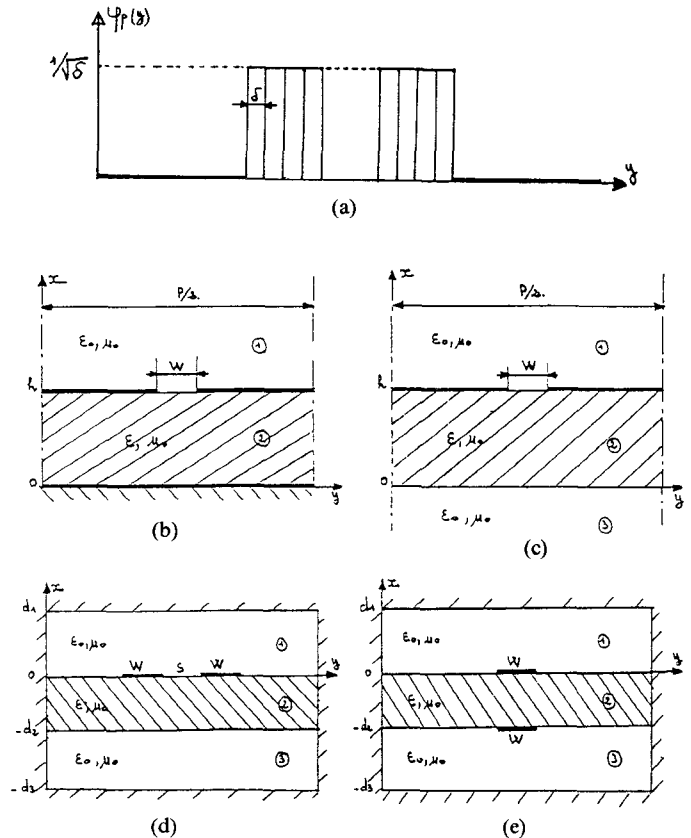 φp(y)
1/√δ
δ
y
(a)
x
P/2.
W
ε₀, μ₀
①
h
ε, μ₀
②
0
y
(b)
x
P/2.
W
ε₀, μ₀
①
h
ε, μ₀
②
0
y
ε₀, μ₀
③
(c)
x
d₁
ε₀, μ₀
①
W
S
W
0
y
ε, μ₀
②
-d₂
ε₀, μ₀
③
-d₃
(d)
x
d₁
ε₀, μ₀
①
W
0
y
ε, μ₀
②
-d₂
W
ε₀, μ₀
③
-d₃
(e)